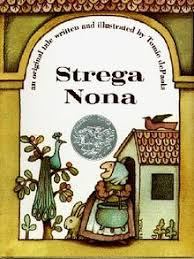 an original tale written and illustrated by Tomie dePaola
Strega
Nona